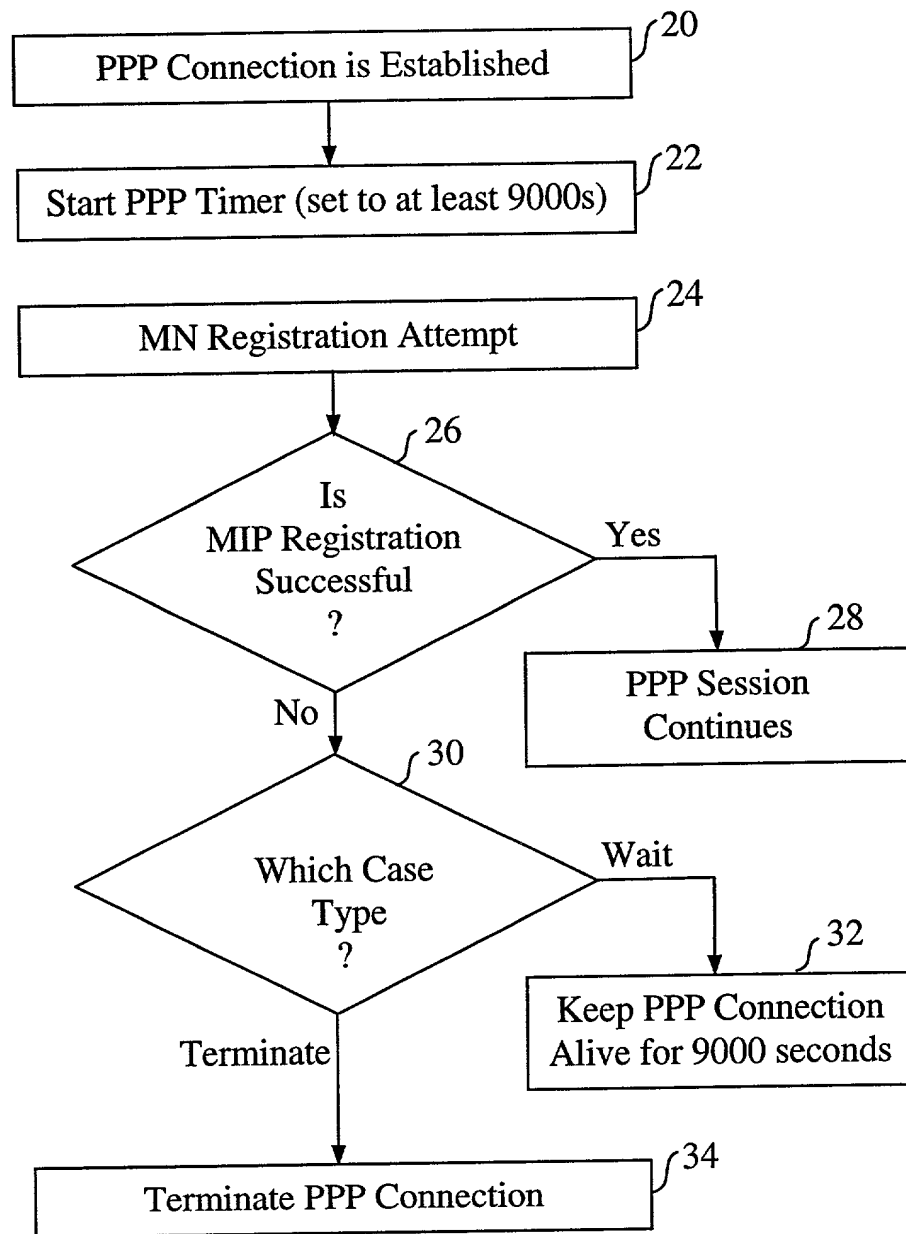 20
PPP Connection is Established
22
Start PPP Timer (set to at least 9000s)
24
MN Registration Attempt
26
Is
MIP Registration
Successful
?
Yes
28
PPP Session
Continues
No
30
Which Case
Type
?
Wait
32
Keep PPP Connection
Alive for 9000 seconds
Terminate
34
Terminate PPP Connection